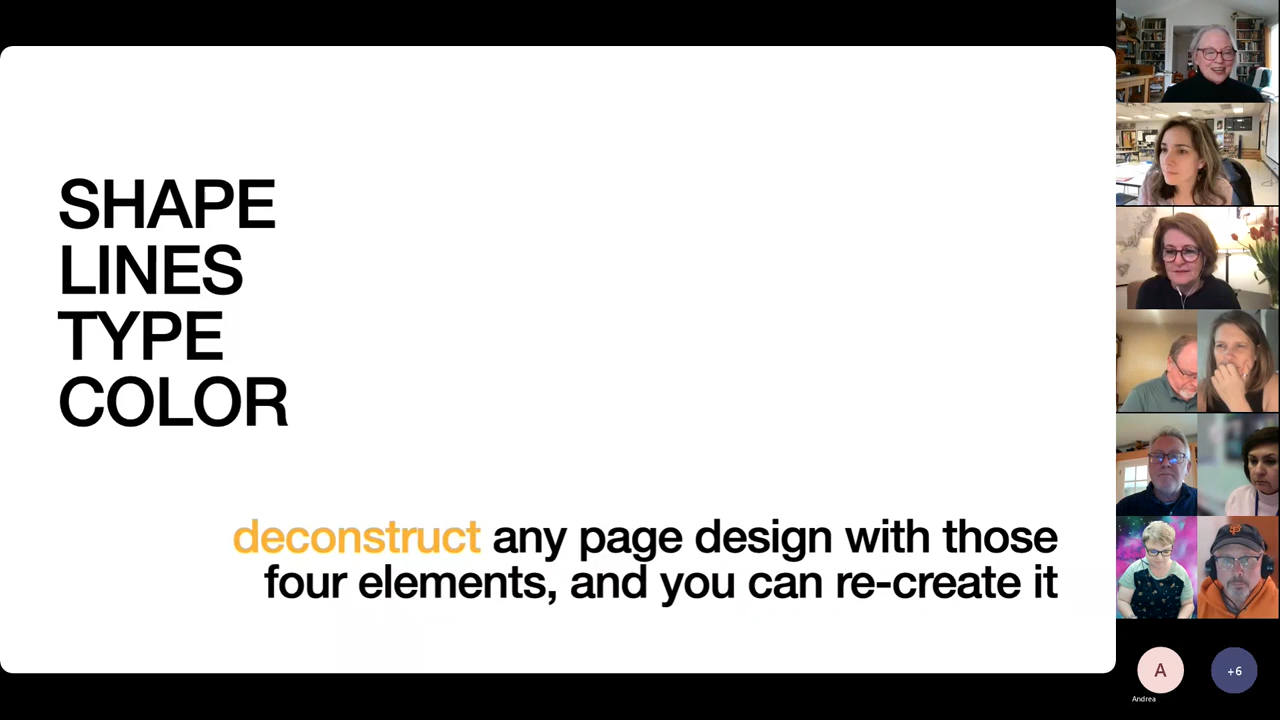 SHAPE
LINES
TYPE
COLOR
deconstruct any page design with those
four elements, and you can re-create it
A
+6
Andrea